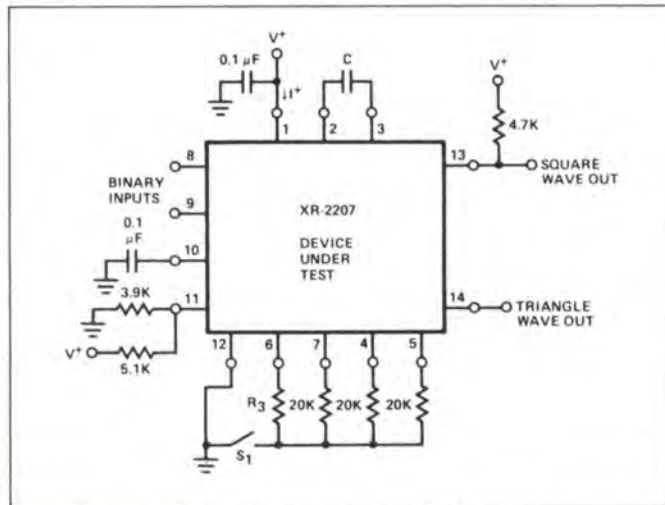 V+
0.1 µF
↓I+
C
V+
4.7K
1
2
3
8
BINARY
INPUTS
9
0.1
µF
10
3.9K
11
V+
5.1K
XR-2207
DEVICE
UNDER
TEST
13
SQUARE
WAVE OUT
14
TRIANGLE
WAVE OUT
12
6
7
4
5
R3
20K
20K
20K
20K
S1